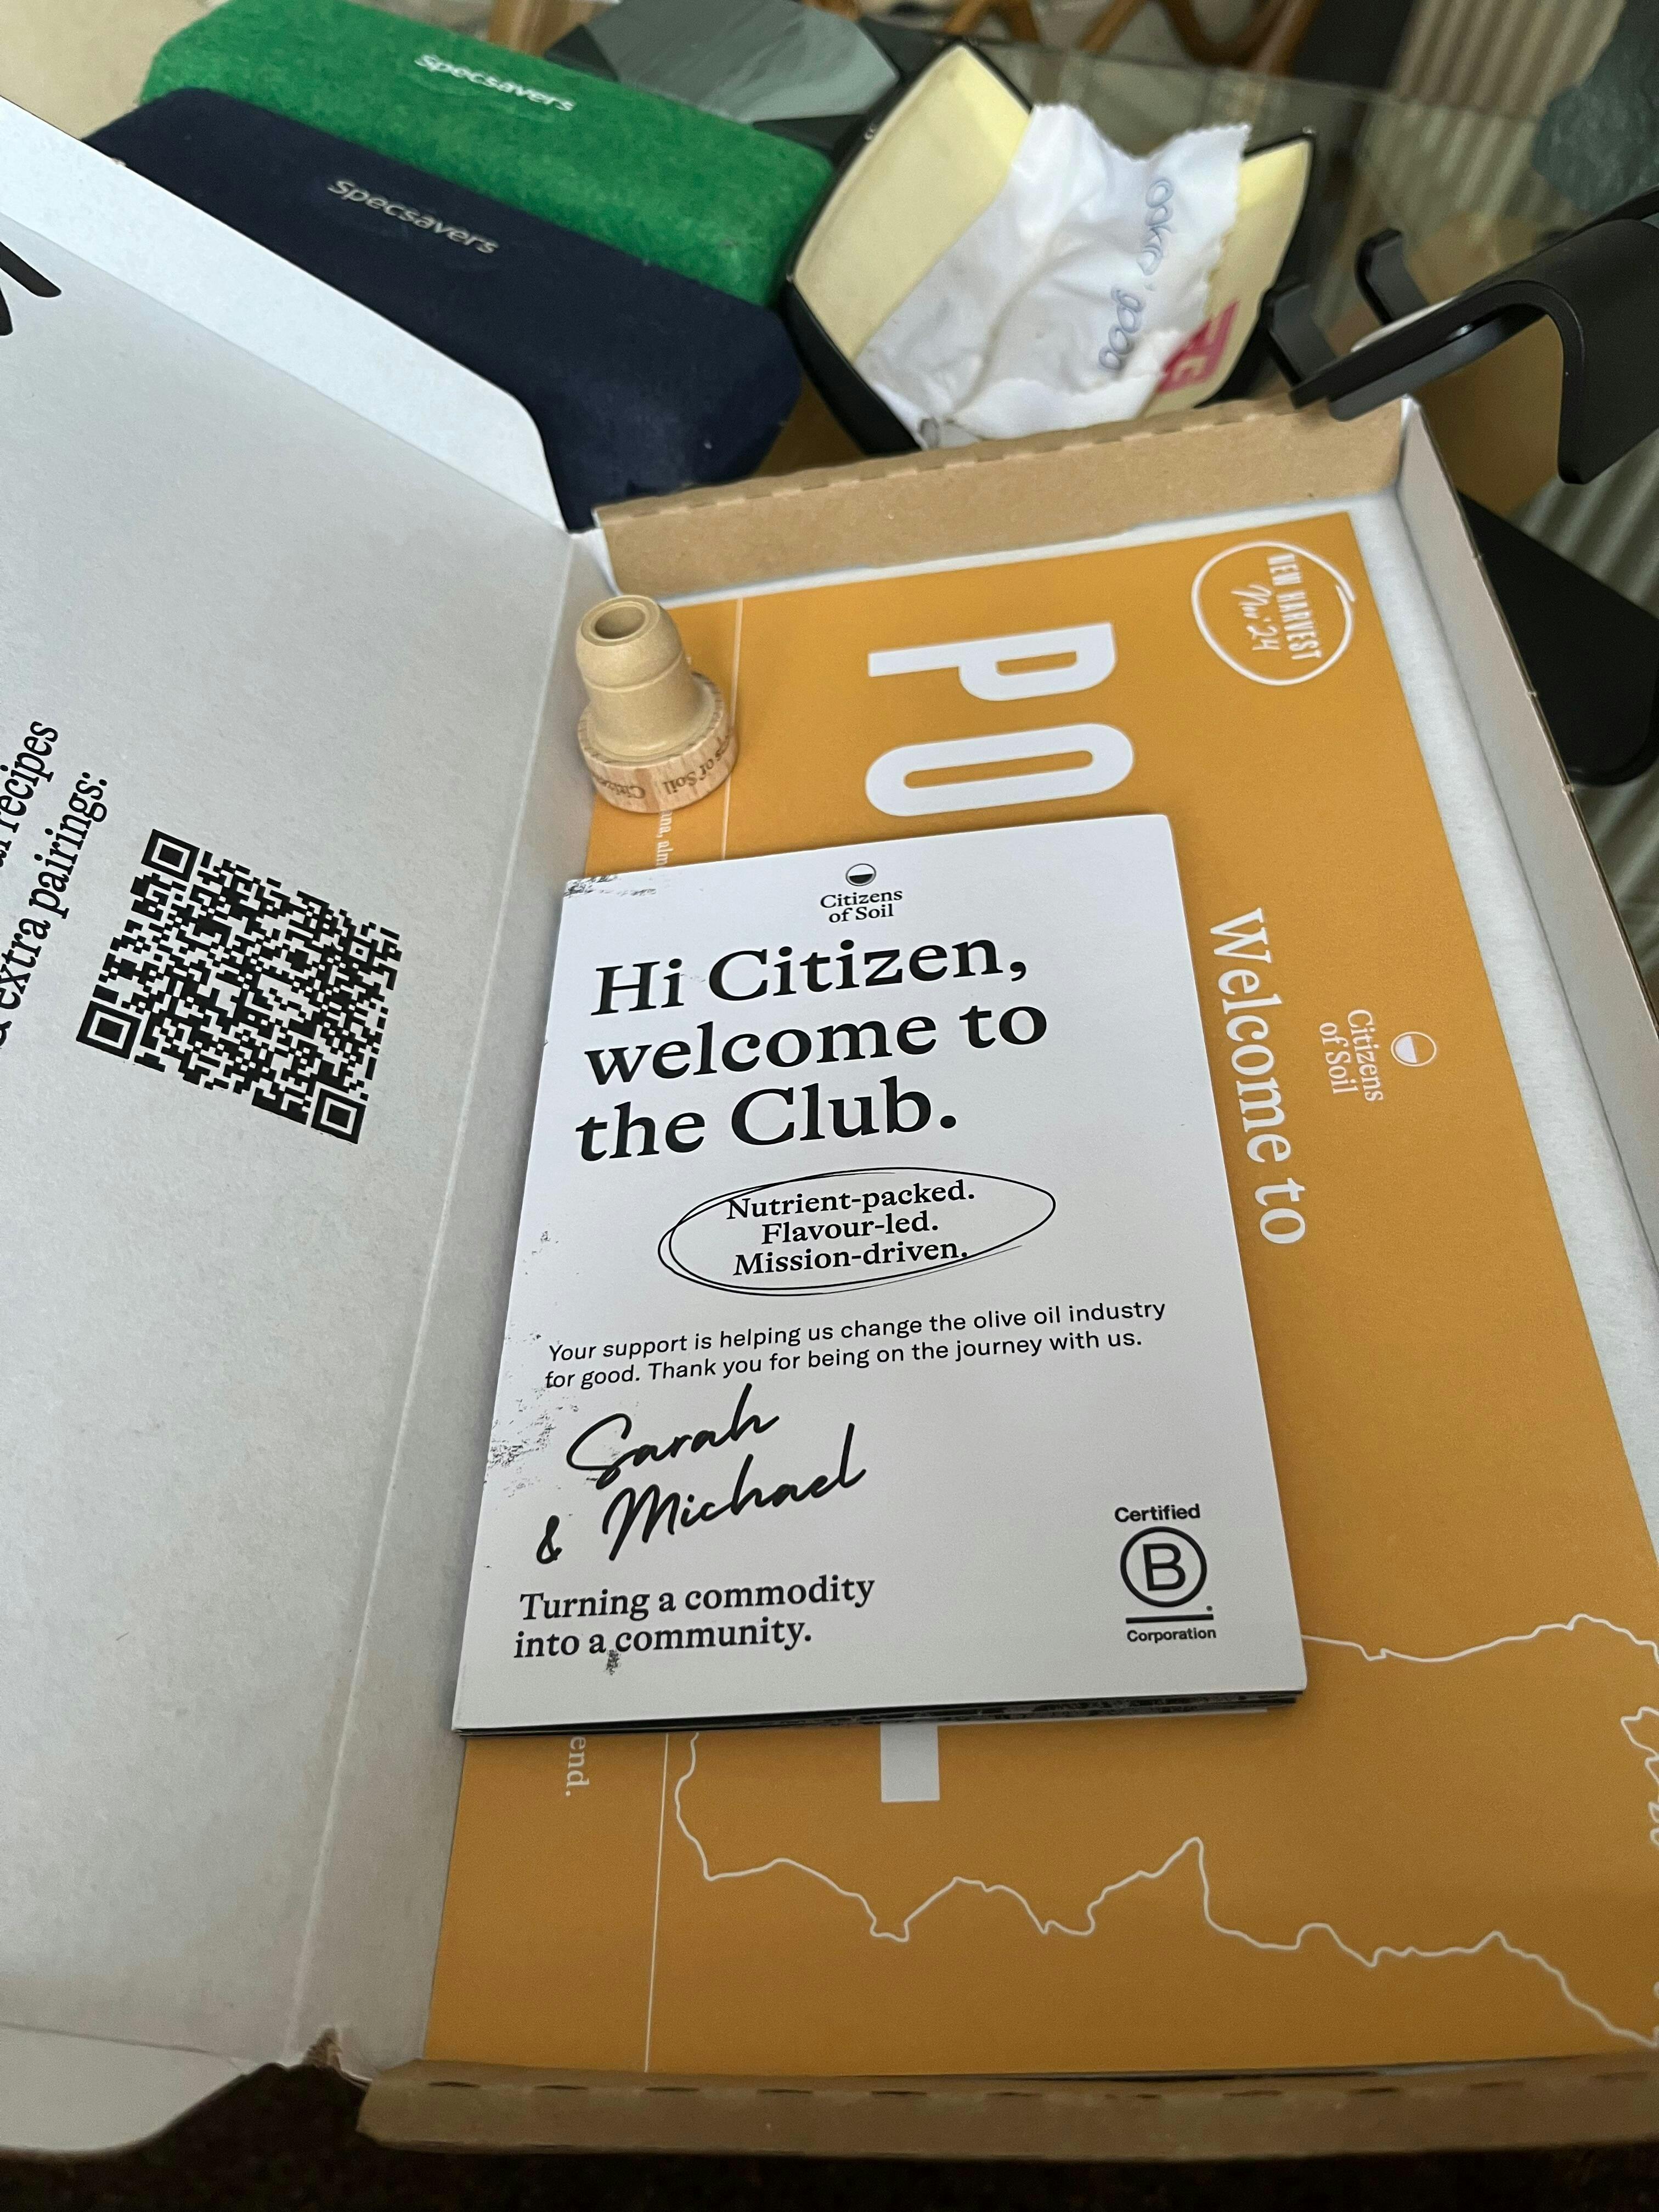 specsavers
specsavers
recipes
extra pairings:
NEW HARVEST
Nov '24
PO
Welcome to
Citizens
of Soil
of Soil
end.
Citizens
of Soil
Hi Citizen,
welcome to
the Club.
Nutrient-packed.
Flavour-led.
Mission-driven.
Your support is helping us change the olive oil industry
for good. Thank you for being on the journey with us.
Sarah
& Michael
Turning a commodity
into a community.
Certified
B
Corporation